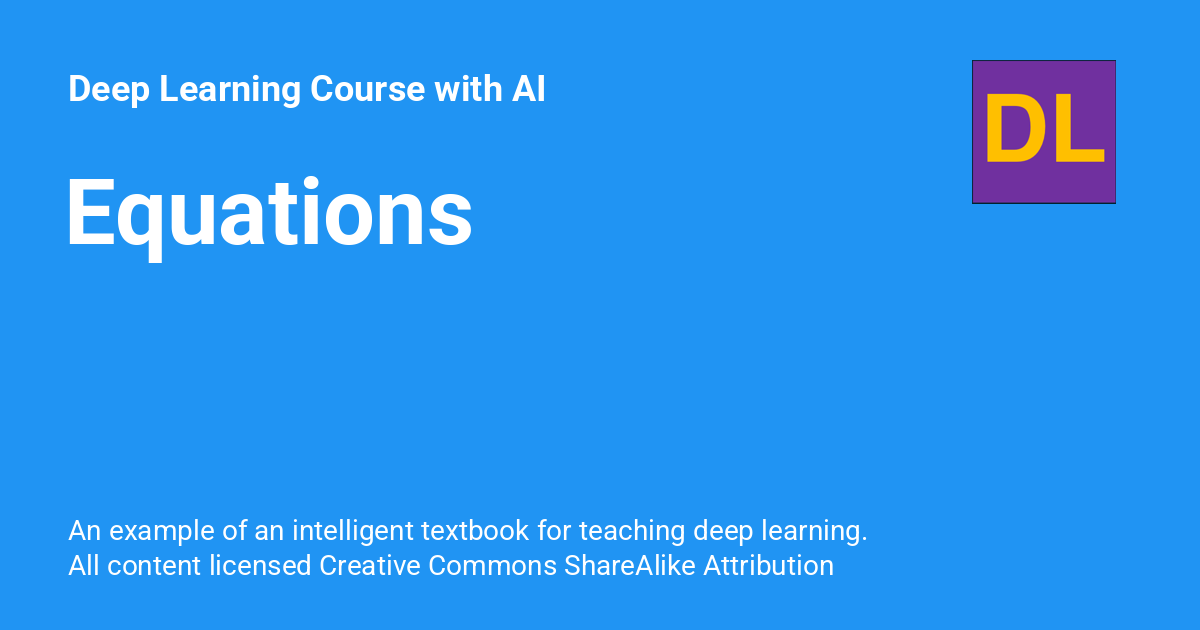 Deep Learning Course with AI
DL
Equations
An example of an intelligent textbook for teaching deep learning.
All content licensed Creative Commons ShareAlike Attribution